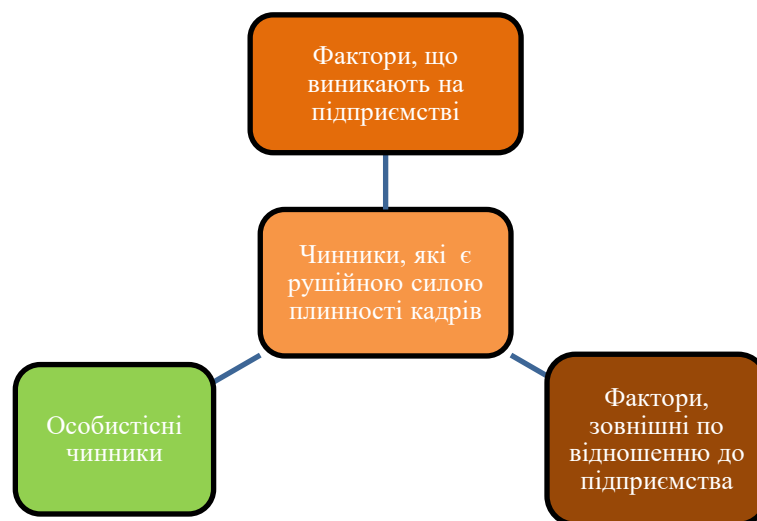 Фактори, що
виникають на
підприємстві
Чинники, які є
рушійною силою
плинності кадрів
Особистісні
чинники
Фактори,
зовнішні по
відношенню до
підприємства